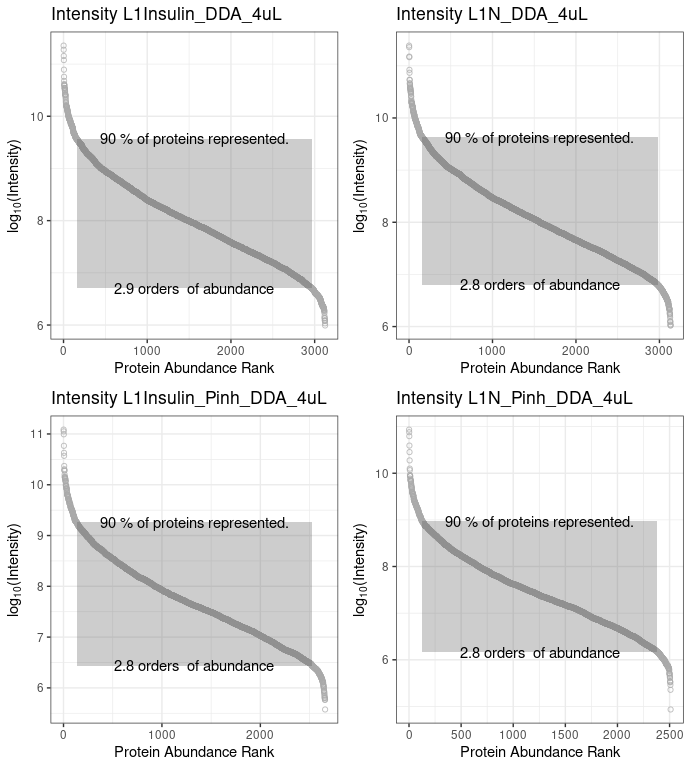 Intensity L1Insulin_DDA_4uL
10
8
6
log10(Intensity)
90 % of proteins represented.
2.9 orders  of abundance
0
1000
2000
3000
Protein Abundance Rank
Intensity L1N_DDA_4uL
10
8
6
log10(Intensity)
90 % of proteins represented.
2.8 orders  of abundance
0
1000
2000
3000
Protein Abundance Rank
Intensity L1Insulin_Pinh_DDA_4uL
11
10
9
8
7
6
log10(Intensity)
90 % of proteins represented.
2.8 orders  of abundance
0
1000
2000
Protein Abundance Rank
Intensity L1N_Pinh_DDA_4uL
10
8
6
log10(Intensity)
90 % of proteins represented.
2.8 orders  of abundance
0
500
1000
1500
2000
2500
Protein Abundance Rank